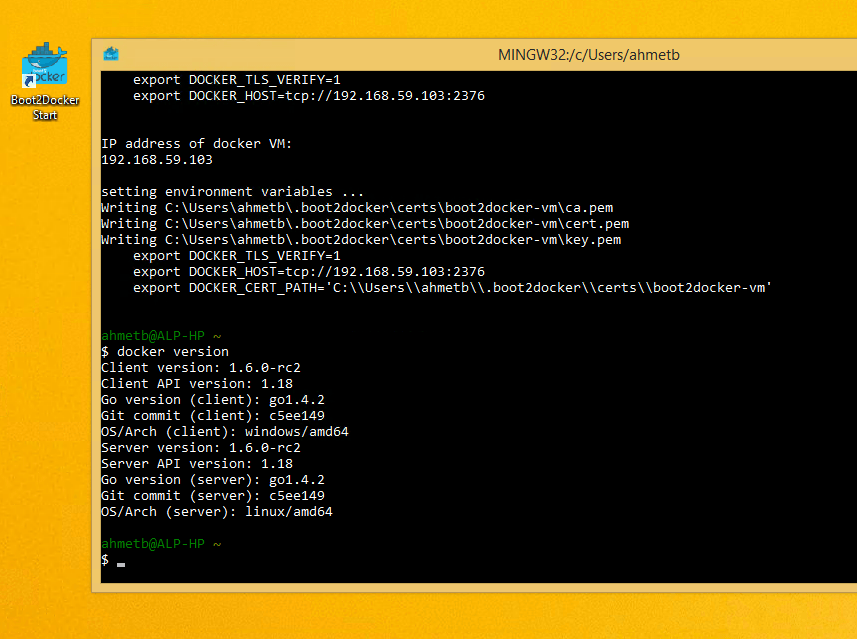 docker
Boot2Docker
Start
MINGW32:/c/Users/ahmetb
export DOCKER_TLS_VERIFY=1
export DOCKER_HOST=tcp://192.168.59.103:2376
IP address of docker VM:
192.168.59.103
setting environment variables ...
Writing C:\Users\ahmetb\.boot2docker\certs\boot2docker-vm\ca.pem
Writing C:\Users\ahmetb\.boot2docker\certs\boot2docker-vm\cert.pem
Writing C:\Users\ahmetb\.boot2docker\certs\boot2docker-vm\key.pem
export DOCKER_TLS_VERIFY=1
export DOCKER_HOST=tcp://192.168.59.103:2376
export DOCKER_CERT_PATH='C:\\Users\\ahmetb\\.boot2docker\\certs\\boot2docker-vm'
ahmetb@ALP-HP ~
$ docker version
Client version: 1.6.0-rc2
Client API version: 1.18
Go version (client): go1.4.2
Git commit (client): c5ee149
OS/Arch (client): windows/amd64
Server version: 1.6.0-rc2
Server API version: 1.18
Go version (server): go1.4.2
Git commit (server): c5ee149
OS/Arch (server): linux/amd64
ahmetb@ALP-HP ~
$